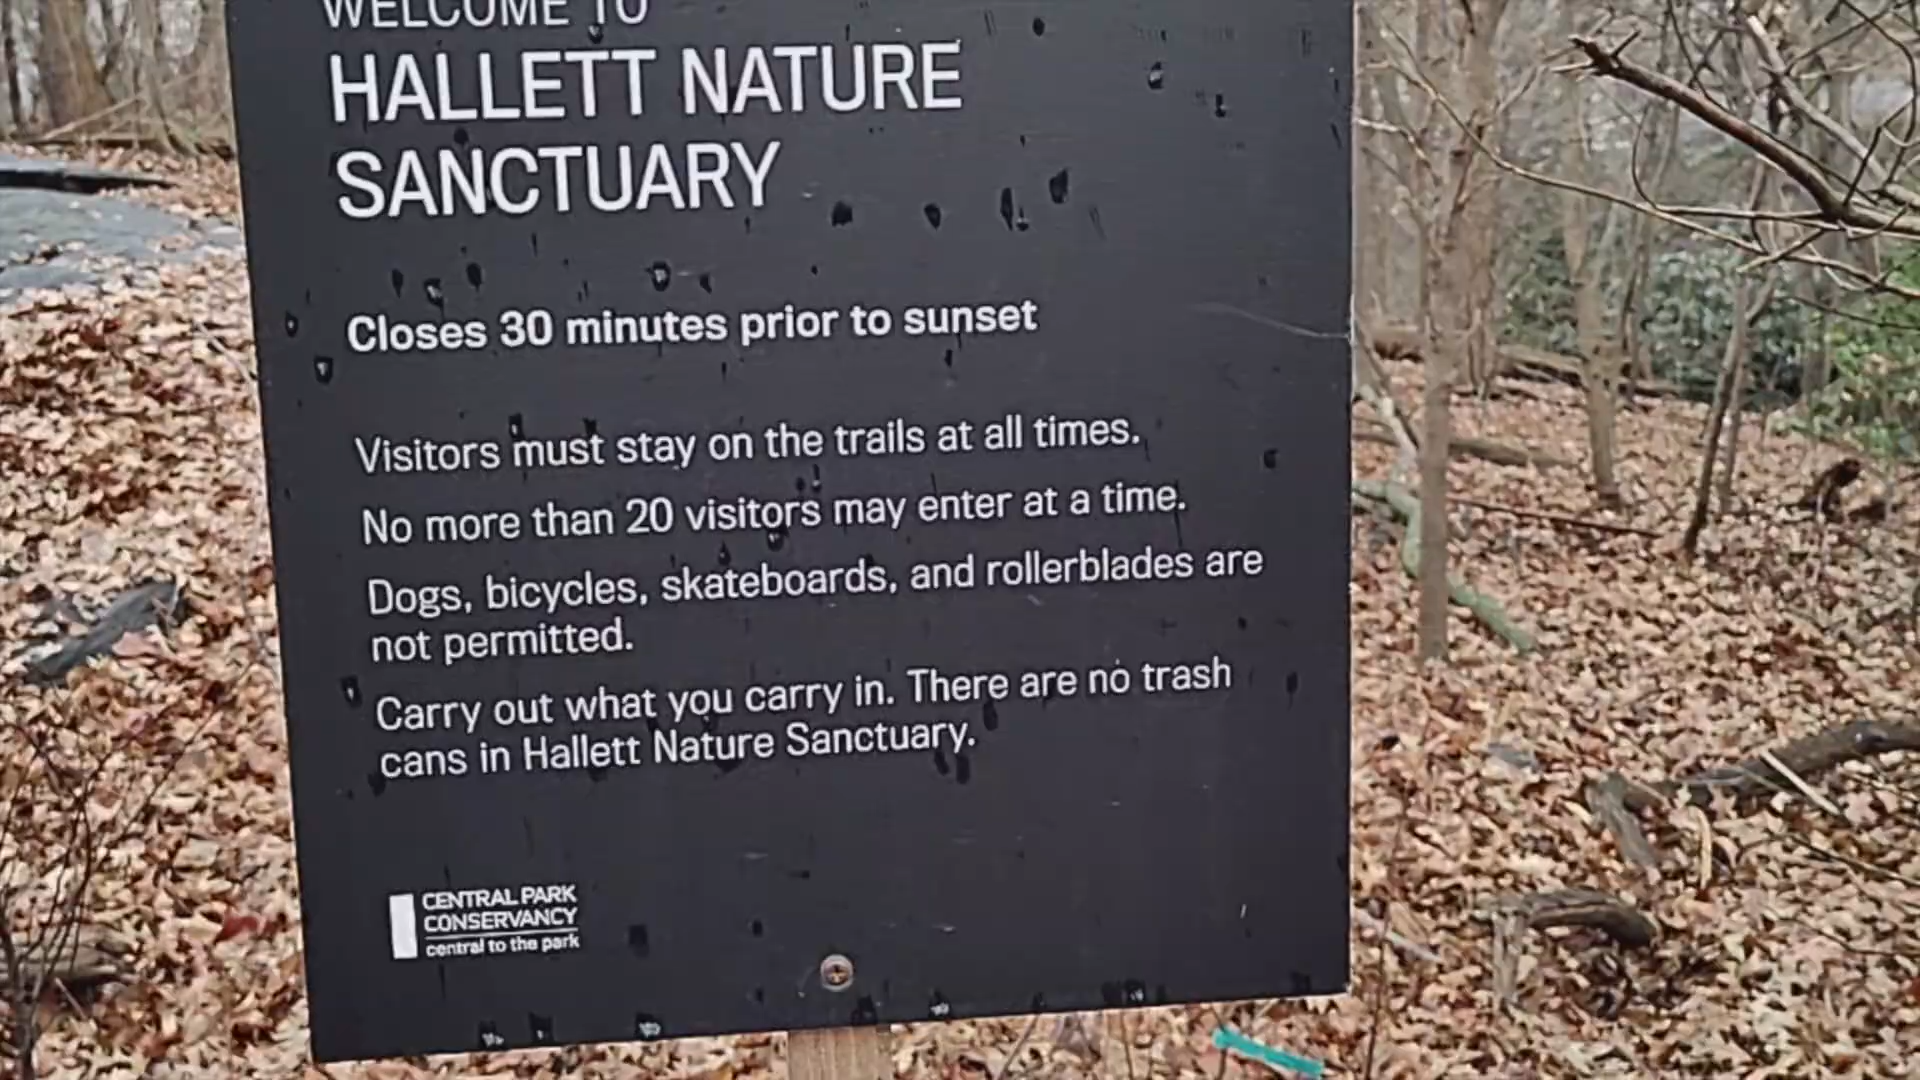 WELCOME TO
HALLETT NATURE
SANCTUARY
Closes 30 minutes prior to sunset
Visitors must stay on the trails at all times.
No more than 20 visitors may enter at a time.
Dogs, bicycles, skateboards, and rollerblades are
not permitted.
Carry out what you carry in. There are no trash
cans in Hallett Nature Sanctuary.
CENTRAL PARK
CONSERVANCY
central to the park